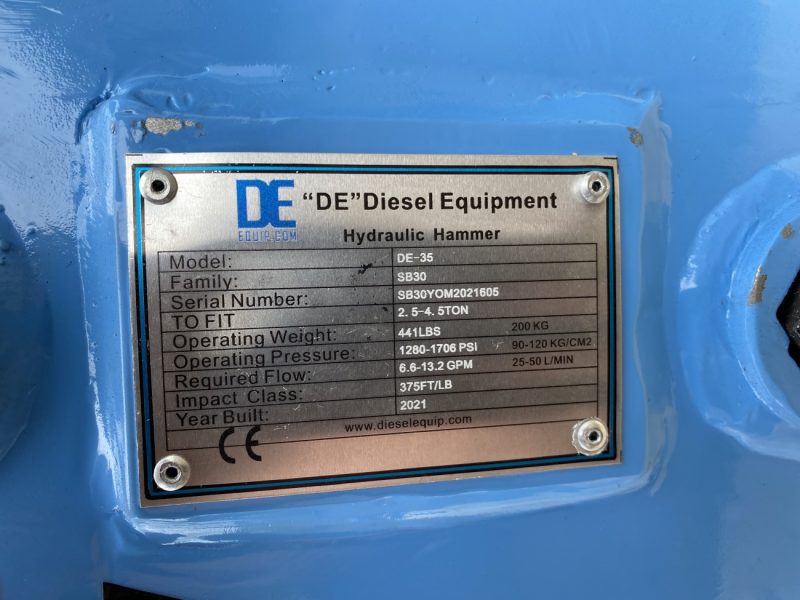 DE "DE"Diesel Equipment
EQUIP.COM
Hydraulic Hammer
Model: DE-35
Family: SB30
Serial Number: SB30YOM2021605
TO FIT 2.5-4.5TON
Operating Weight: 441LBS 200 KG
Operating Pressure: 1280-1706 PSi 90-120 KG/CM2
Required Flow: 6.6-13.2 GPM 25-50 L/MIN
Impact Class: 375FT/LB
Year Built: 2021
CE www.dieselequip.com